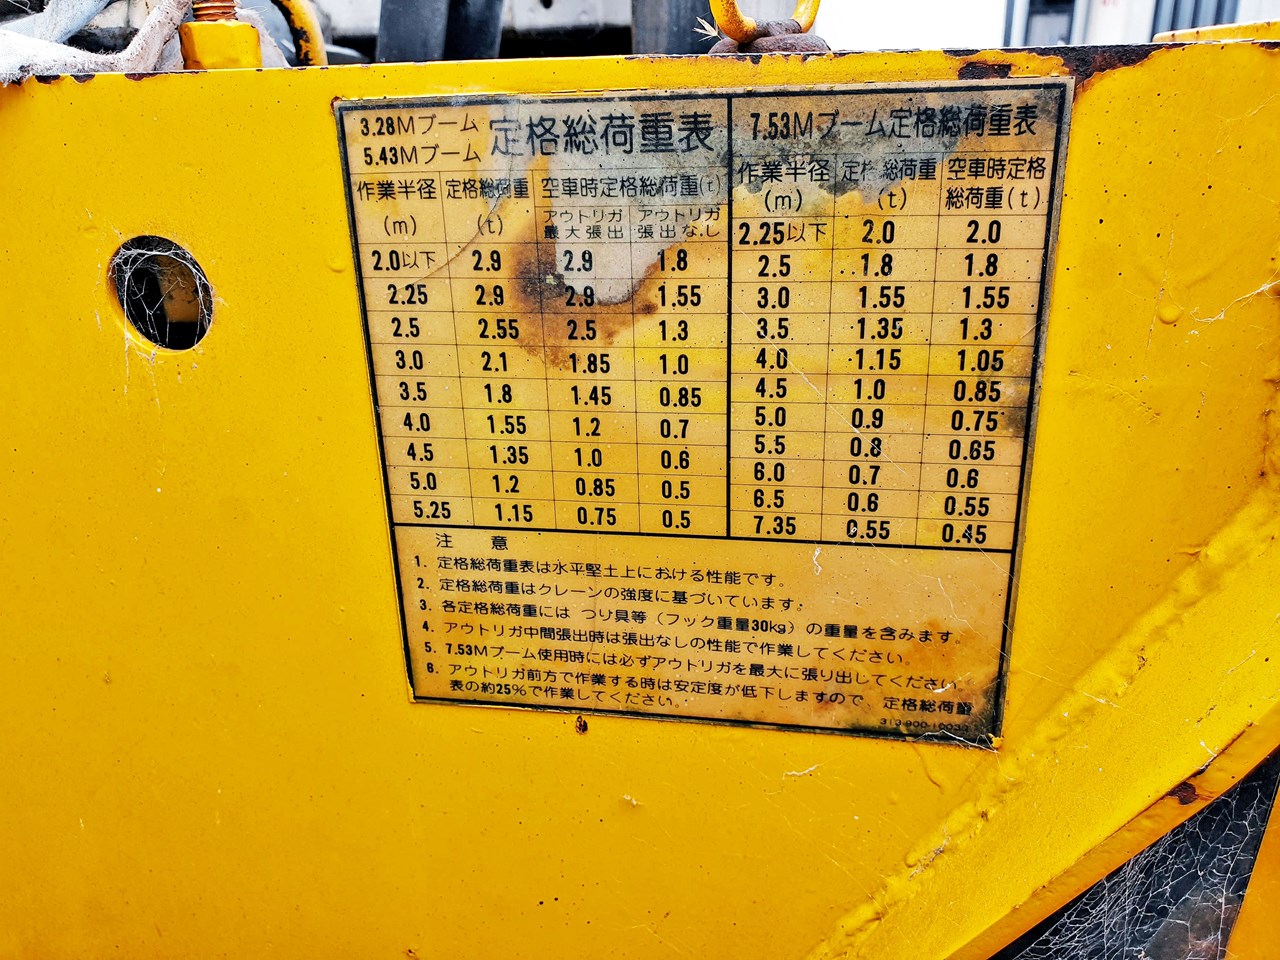 3.28Mブーム
5.43Mブーム 定格総荷重表
作業半径(m) 定格総荷重(t) 空車時定格総荷重(t)
アウトリガ最大張出 アウトリガ張出なし
2.0以下 2.9 2.9 1.8
2.25 2.9 2.9 1.55
2.5 2.55 2.5 1.3
3.0 2.1 1.85 1.0
3.5 1.8 1.45 0.85
4.0 1.55 1.2 0.7
4.5 1.35 1.0 0.6
5.0 1.2 0.85 0.5
5.25 1.15 0.75 0.5
7.53Mブーム定格総荷重表
作業半径(m) 定格総荷重(t) 空車時定格総荷重(t)
2.25以下 2.0 2.0
2.5 1.8 1.8
3.0 1.55 1.55
3.5 1.35 1.3
4.0 1.15 1.05
4.5 1.0 0.85
5.0 0.9 0.75
5.5 0.8 0.65
6.0 0.7 0.6
6.5 0.6 0.55
7.35 0.55 0.45
注 意
1. 定格総荷重表は水平堅土上における性能です。
2. 定格総荷重はクレーンの強度に基づいています。
3. 各定格総荷重には つり具等(フック重量30kg)の重量を含みます。
4. アウトリガ中間張出時は張出なしの性能で作業してください。
5. 7.53Mブーム使用時には必ずアウトリガを最大に張り出してください。
6. アウトリガ前方で作業する時は安定度が低下しますので 定格総荷重
表の約25%で作業してください。